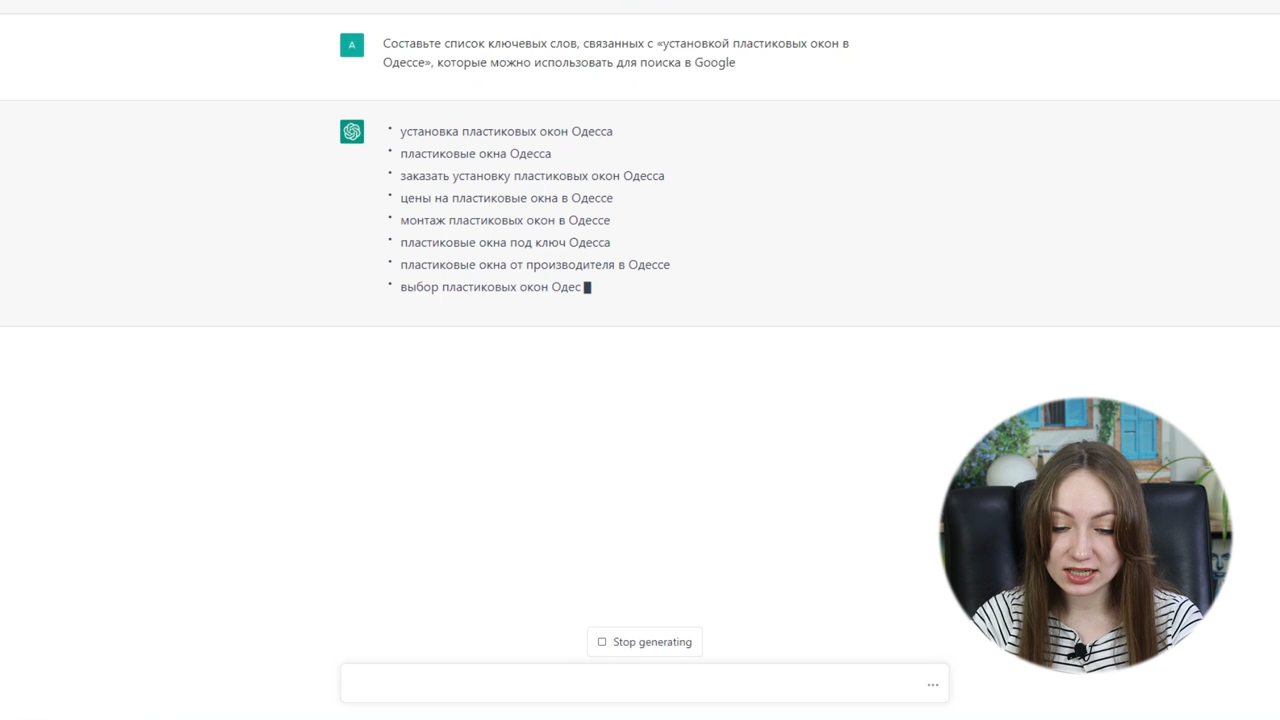 A
Составьте список ключевых слов, связанных с «установкой пластиковых окон в
Одессе», которые можно использовать для поиска в Google
• установка пластиковых окон Одесса
• пластиковые окна Одесса
• заказать установку пластиковых окон Одесса
• цены на пластиковые окна в Одессе
• монтаж пластиковых окон в Одессе
• пластиковые окна под ключ Одесса
• пластиковые окна от производителя в Одессе
• выбор пластиковых окон Одес
Stop generating